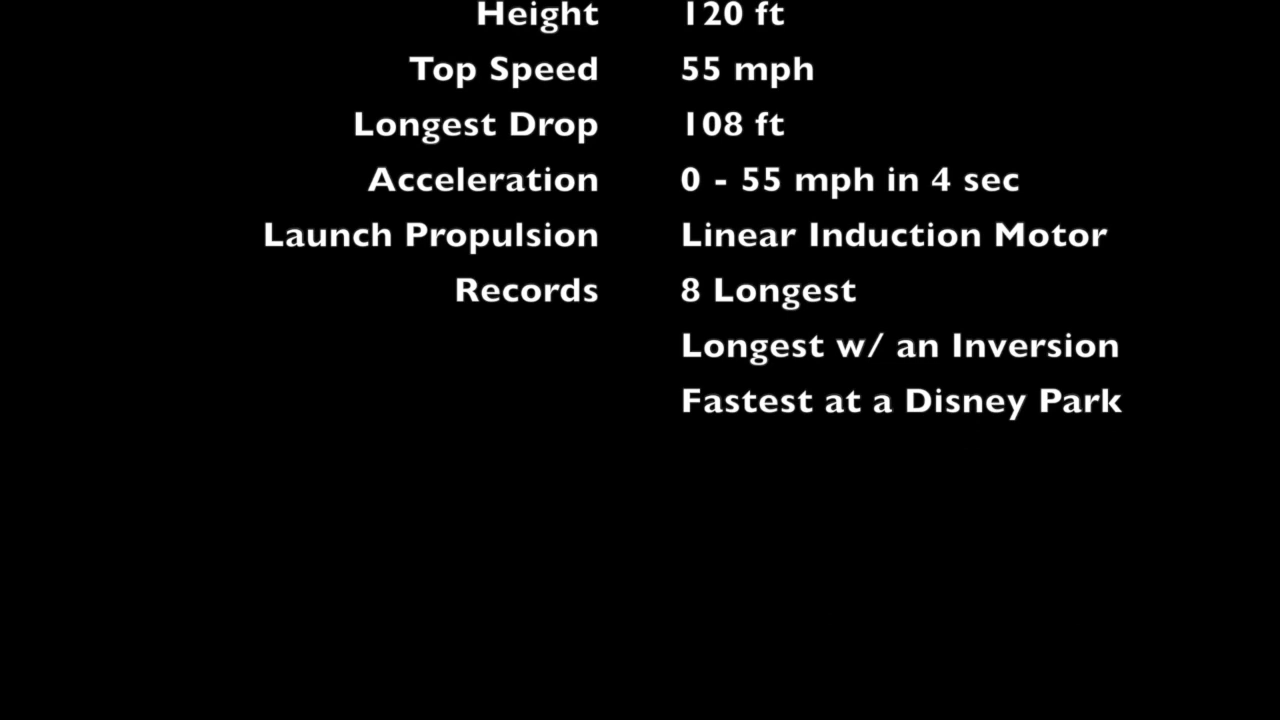 Height 120 ft
Top Speed 55 mph
Longest Drop 108 ft
Acceleration 0 - 55 mph in 4 sec
Launch Propulsion Linear Induction Motor
Records 8 Longest
Longest w/ an Inversion
Fastest at a Disney Park